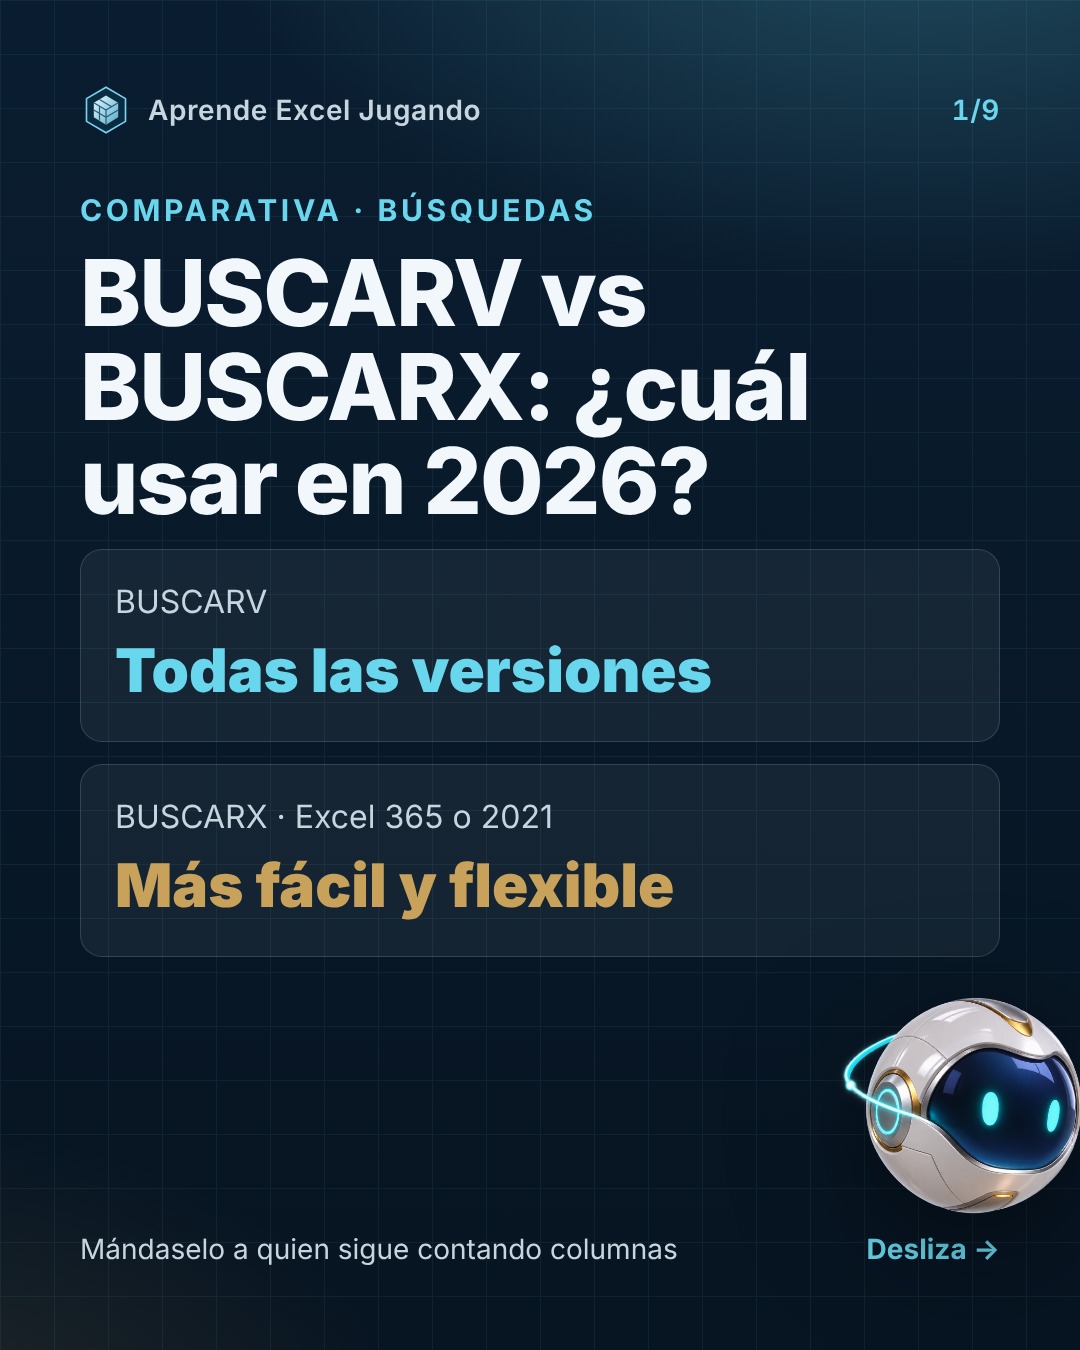 Aprende Excel Jugando
1/9
COMPARATIVA · BÚSQUEDAS
BUSCARV vs
BUSCARX: ¿cuál
usar en 2026?
BUSCARV
Todas las versiones
BUSCARX · Excel 365 o 2021
Más fácil y flexible
Mándaselo a quien sigue contando columnas
Desliza →